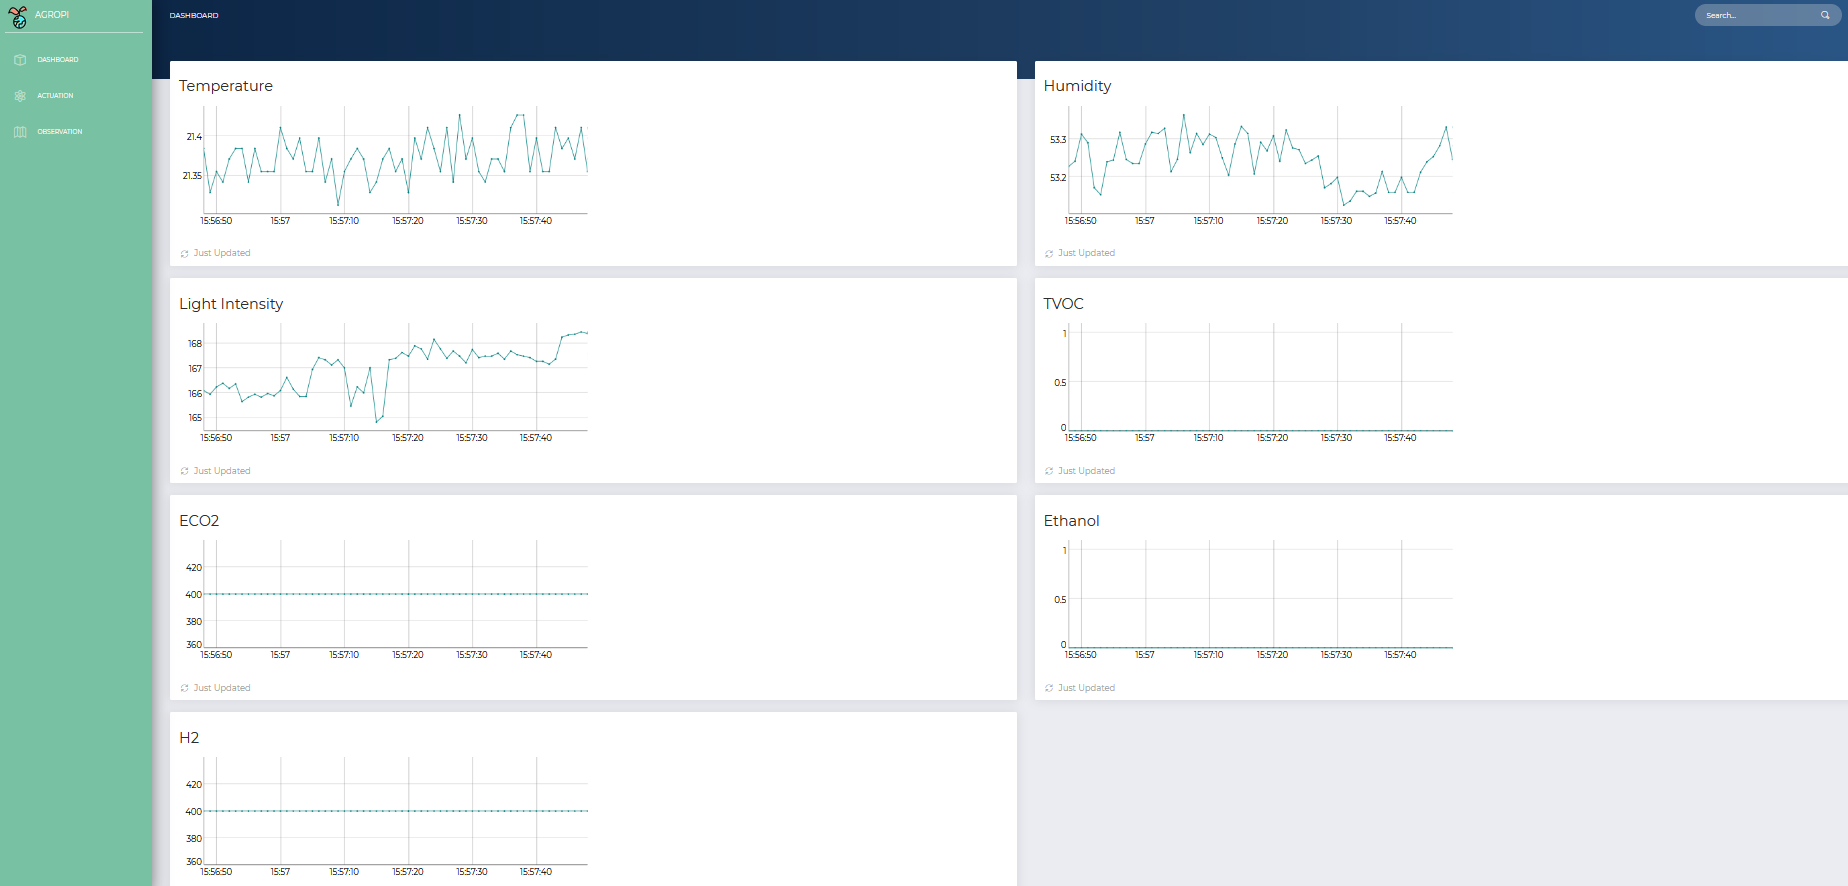 AGROPI
DASHBOARD
ACTUATION
OBSERVATION
DASHBOARD
Search...
Temperature
21.4
21.35
15:56:50 15:57 15:57:10 15:57:20 15:57:30 15:57:40
Just Updated
Humidity
53.3
53.2
15:56:50 15:57 15:57:10 15:57:20 15:57:30 15:57:40
Just Updated
Light Intensity
168
167
166
165
15:56:50 15:57 15:57:10 15:57:20 15:57:30 15:57:40
Just Updated
TVOC
1
0.5
0
15:56:50 15:57 15:57:10 15:57:20 15:57:30 15:57:40
Just Updated
ECO2
420
400
380
360
15:56:50 15:57 15:57:10 15:57:20 15:57:30 15:57:40
Just Updated
Ethanol
1
0.5
0
15:56:50 15:57 15:57:10 15:57:20 15:57:30 15:57:40
Just Updated
H2
420
400
380
360
15:56:50 15:57 15:57:10 15:57:20 15:57:30 15:57:40